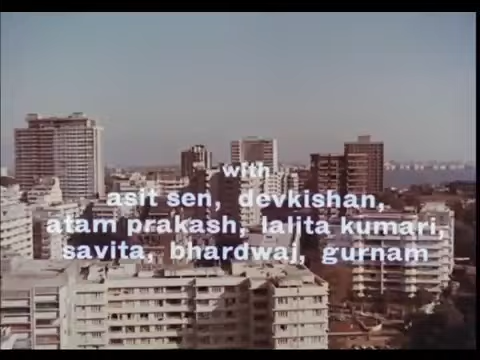 with
asit sen, devkishan,
atam prakash, lalita kumari,
savita, bhardwaj, gurnam